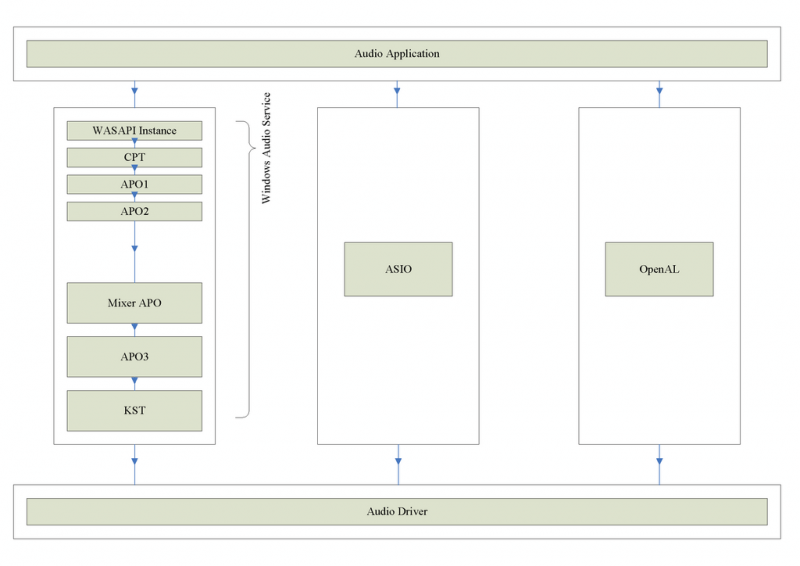 Audio Application
WASAPI Instance
CPT
APO1
APO2
Mixer APO
APO3
KST
Windows Audio Service
ASIO
OpenAL
Audio Driver